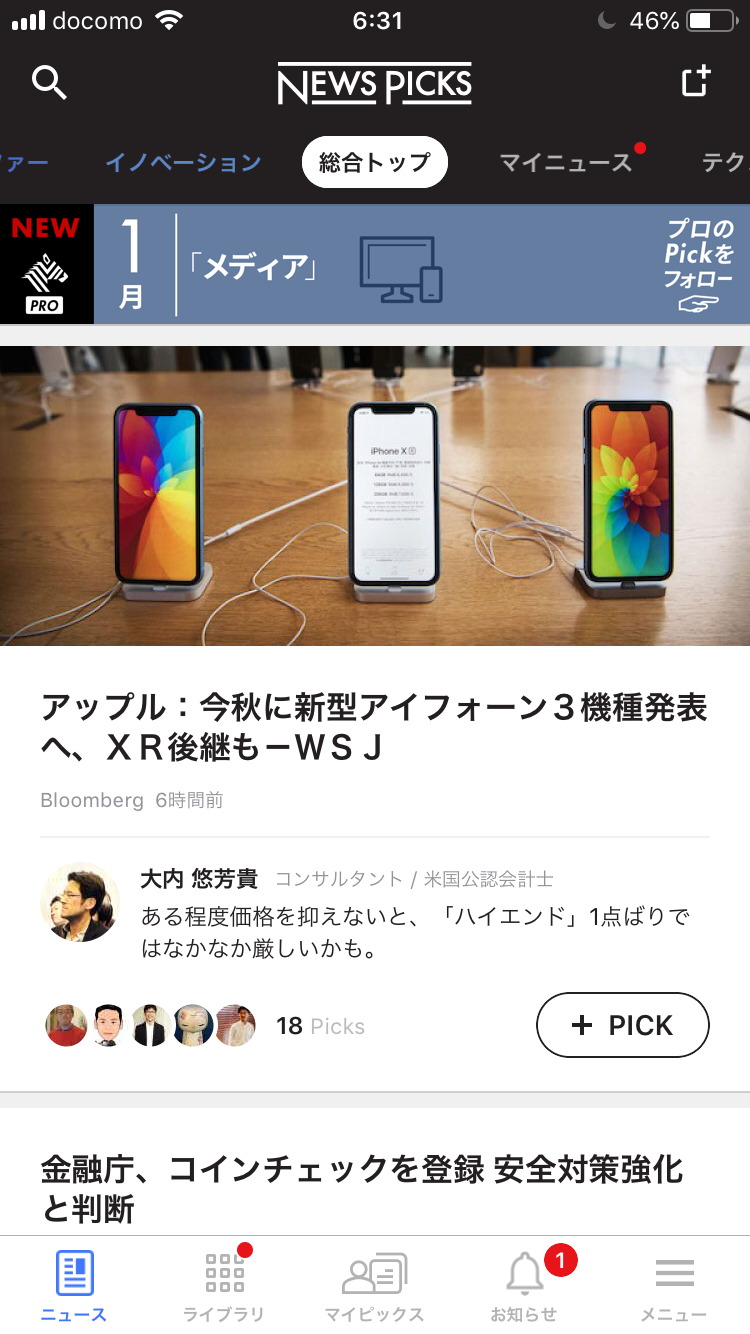 docomo 6:31 46%
NEWS PICKS
ファー イノベーション 総合トップ マイニュース テク
NEW
PRO
1
月
「メディア」
プロの
Pickを
フォロー
iPhone XR
アップル：今秋に新型アイフォーン３機種発表
へ、ＸＲ後継も－ＷＳＪ
Bloomberg 6時間前
大内 悠芳貴 コンサルタント / 米国公認会計士
ある程度価格を抑えないと、「ハイエンド」1点ばりで
はなかなか厳しいかも。
18 Picks
+ PICK
金融庁、コインチェックを登録 安全対策強化
と判断
1
ニュース ライブラリ マイピックス お知らせ メニュー